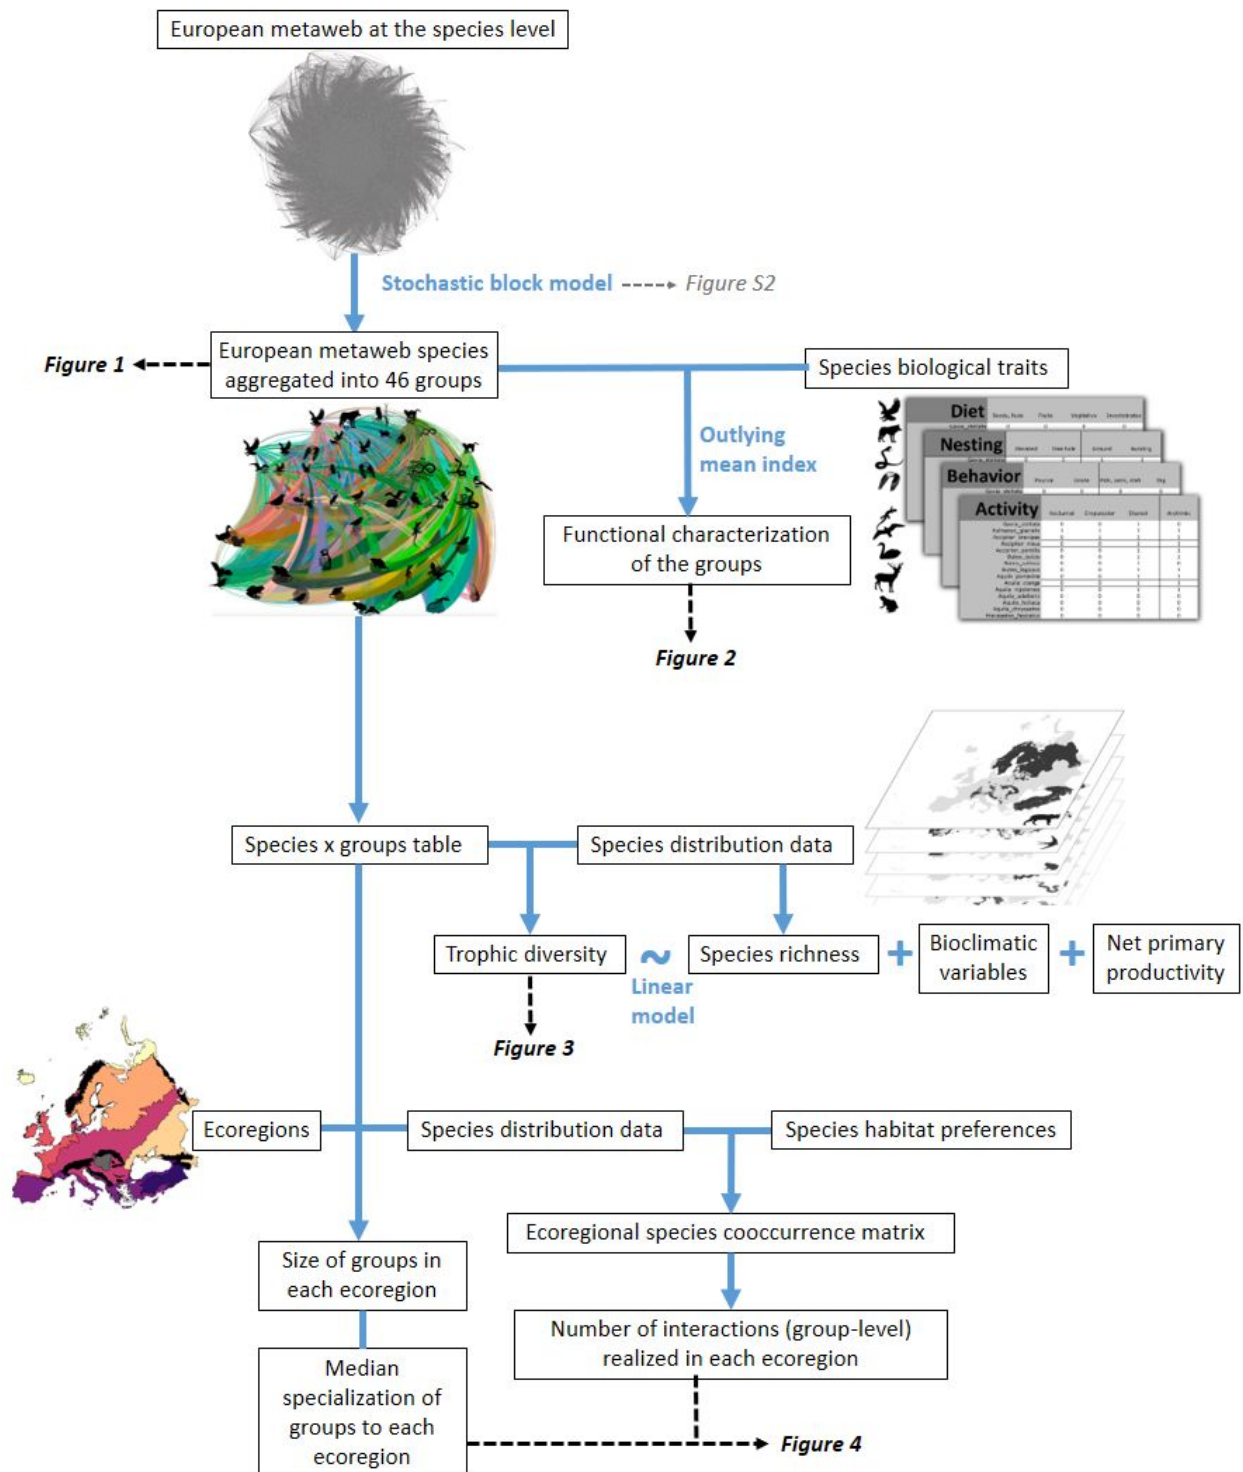 European metaweb at the species level
Stochastic block model
Figure S2
Figure 1
European metaweb species
aggregated into 46 groups
Species biological traits
Outlying
mean index
Diet
Nesting
Behavior
Activity
Nocturnal
Crepuscular
Diurnal
Functional characterization
of the groups
Figure 2
Species x groups table
Species distribution data
Trophic diversity
~
Species richness
+
Bioclimatic
variables
+
Net primary
productivity
Linear
model
Figure 3
Ecoregions
Species distribution data
Species habitat preferences
Ecoregional species cooccurrence matrix
Size of groups in
each ecoregion
Number of interactions (group-level)
realized in each ecoregion
Median
specialization of
groups to each
ecoregion
Figure 4